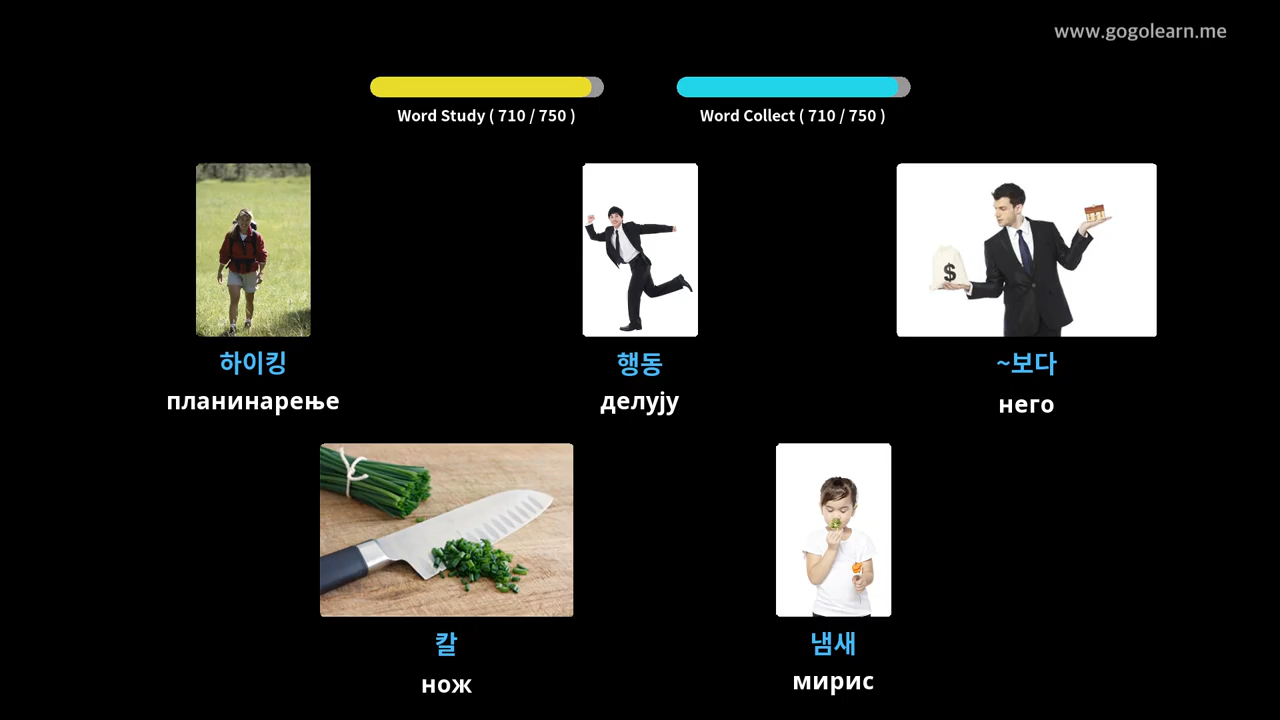 www.gogolearn.me
Word Study ( 710 / 750 )
Word Collect ( 710 / 750 )
하이킹
планинарење
행동
делују
~보다
него
$
칼
нож
냄새
мирис